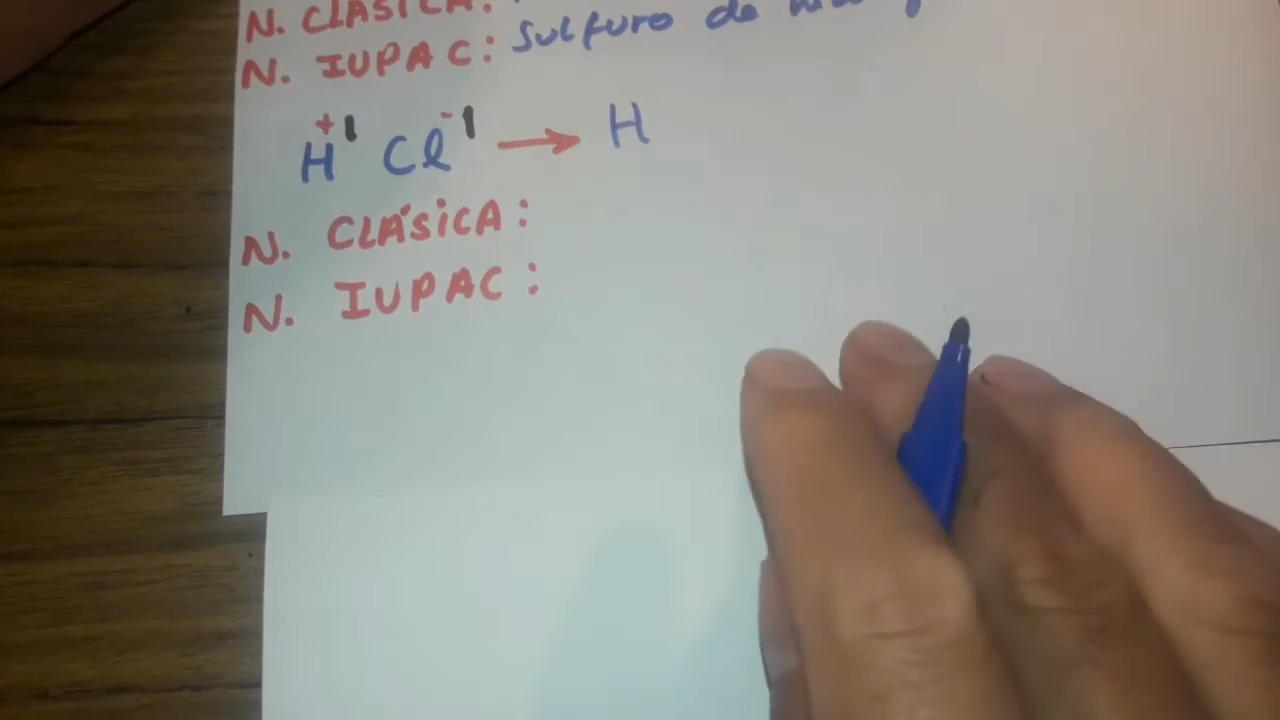 N. CLÁSICA:
N. IUPAC: Sulfuro de
H⁺¹ Cl⁻¹ → H
N. CLÁSICA:
N. IUPAC: